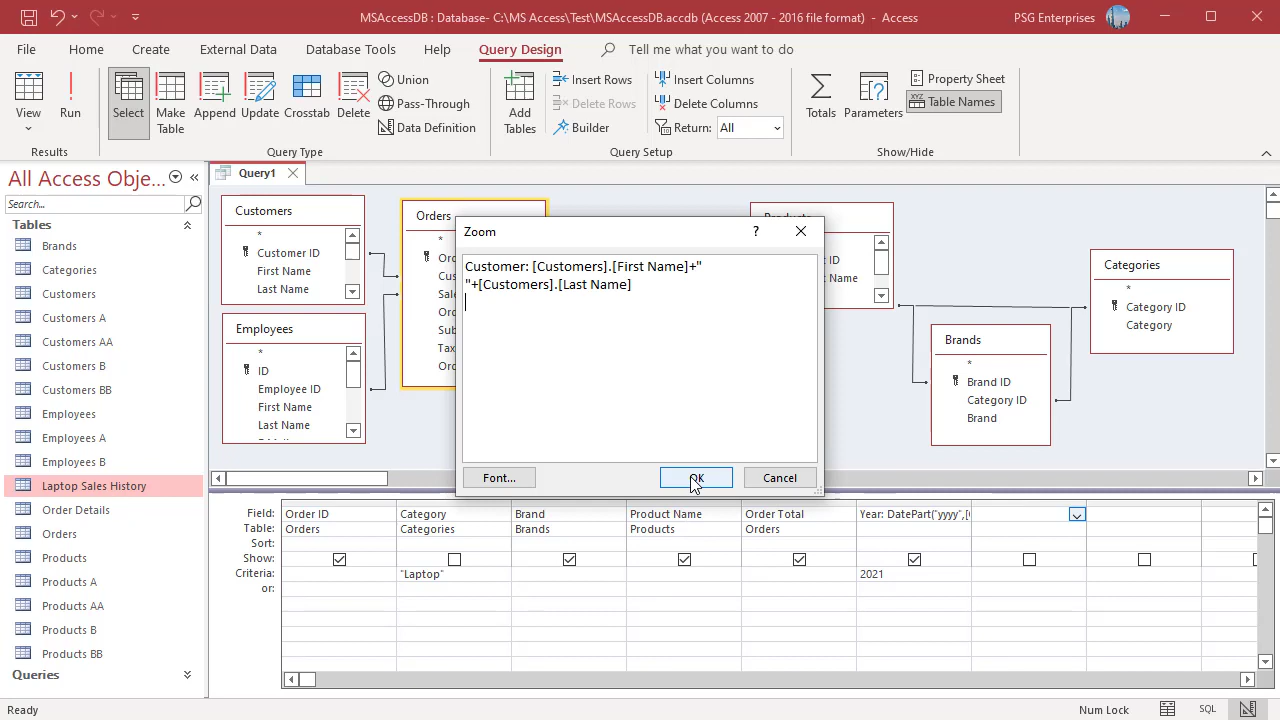 MSAccessDB : Database- C:\MS Access\Test\MSAccessDB.accdb (Access 2007 - 2016 file format) - Access
PSG Enterprises
File Home Create External Data Database Tools Help Query Design Tell me what you want to do
View
Run
Results
Select
Make Table
Append
Update
Crosstab
Delete
Union
Pass-Through
Data Definition
Query Type
Add Tables
Insert Rows
Delete Rows
Builder
Insert Columns
Delete Columns
Return: All
Query Setup
Totals
Parameters
Property Sheet
Table Names
Show/Hide
All Access Obje...
Search...
Tables
Brands
Categories
Customers
Customers A
Customers AA
Customers B
Customers BB
Employees
Employees A
Employees B
Laptop Sales History
Order Details
Orders
Products
Products A
Products AA
Products B
Products BB
Queries
Query1
Customers
*
Customer ID
First Name
Last Name
Employees
*
ID
Employee ID
First Name
Last Name
Orders
*
Cus
Sale
Sub
Tax
Categories
*
Category ID
Category
Brands
*
Brand ID
Category ID
Brand
Zoom
?
Customer: [Customers].[First Name]+"
"+[Customers].[Last Name]
Font...
OK
Cancel
Field: Order ID Category Brand Product Name Order Total Year: DatePart("yyyy",[
Table: Orders Categories Brands Products Orders
Sort:
Show:
Criteria: "Laptop" 2021
or:
Ready
Num Lock
SQL